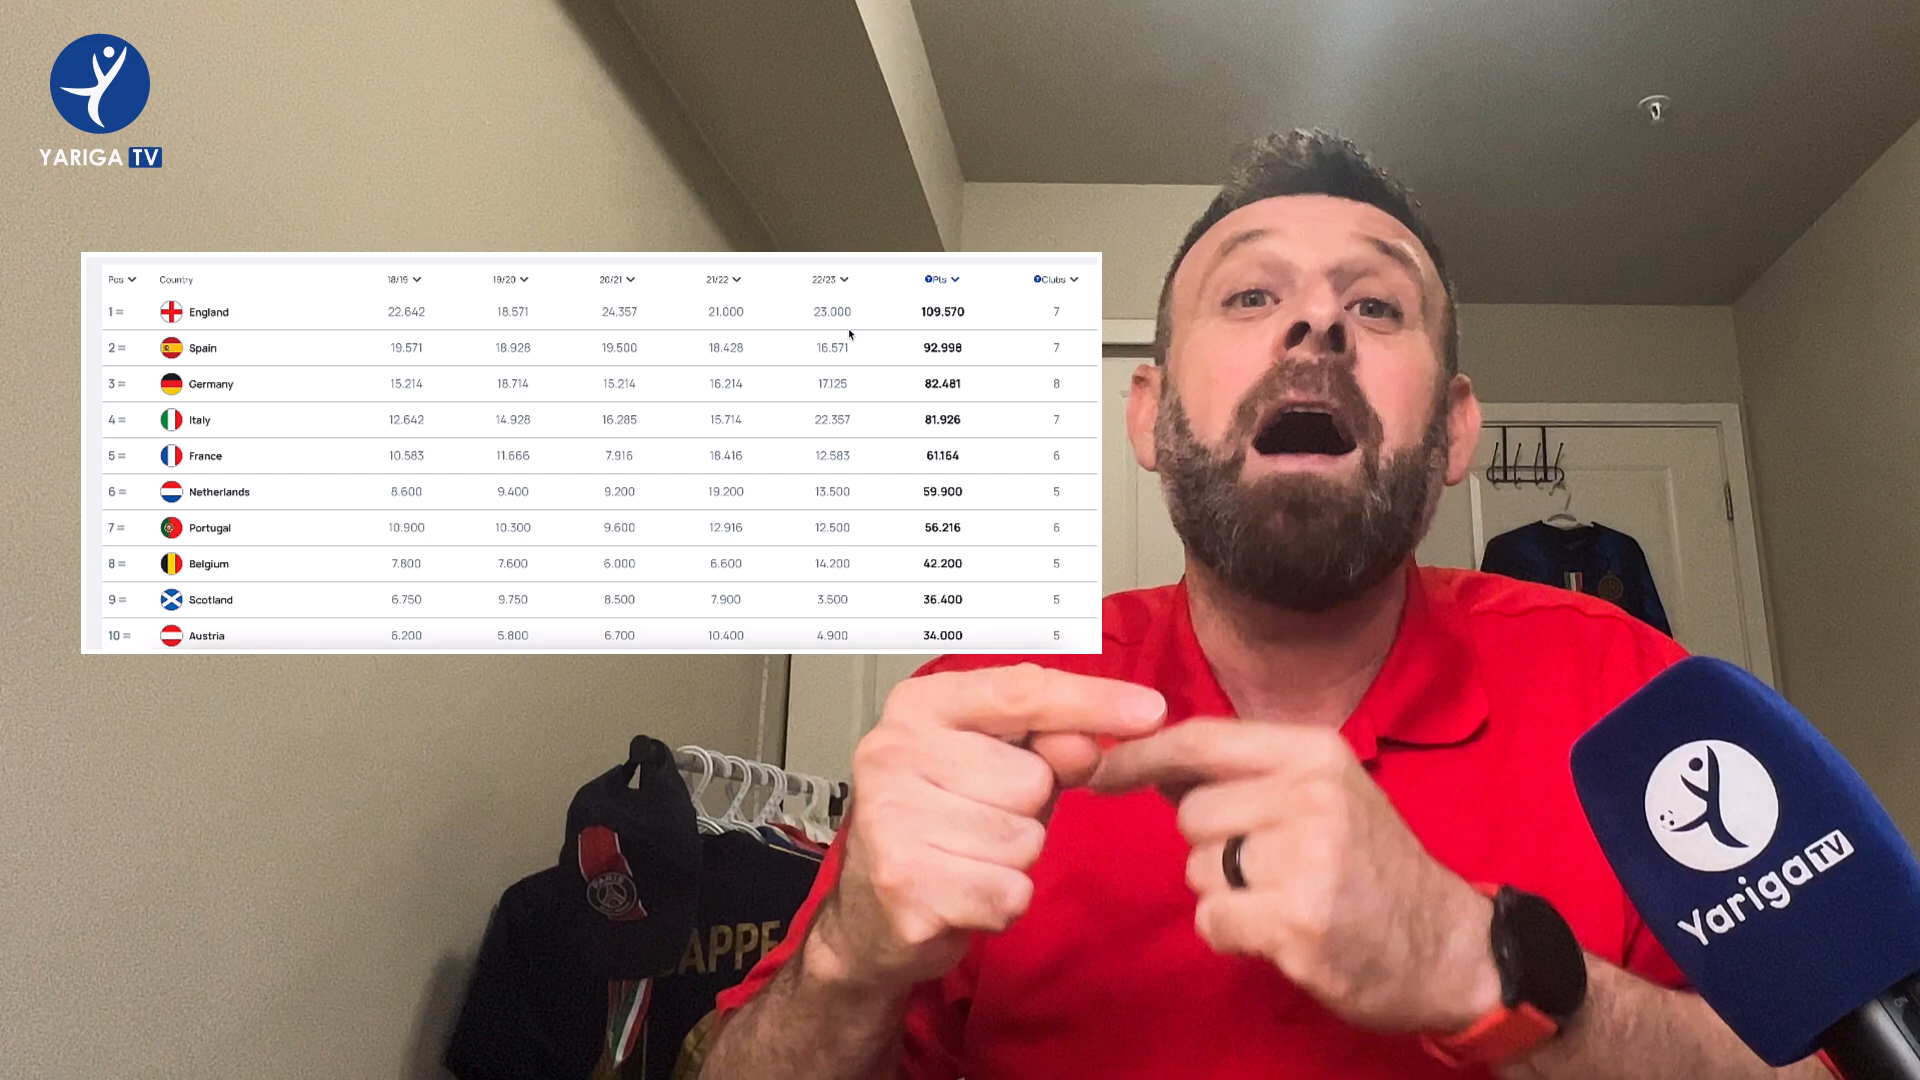 YARIGA TV
Pos Country 18/19 19/20 20/21 21/22 22/23 Pts Clubs
1 = England 22.642 18.571 24.357 21.000 23.000 109.570 7
2 = Spain 19.571 18.928 19.500 18.428 16.571 92.998 7
3 = Germany 15.214 18.714 15.214 16.214 17.125 82.481 8
4 = Italy 12.642 14.928 16.285 15.714 22.357 81.926 7
5 = France 10.583 11.666 7.916 18.416 12.583 61.164 6
6 = Netherlands 8.600 9.400 9.200 19.200 13.500 59.900 5
7 = Portugal 10.900 10.300 9.600 12.916 12.500 56.216 6
8 = Belgium 7.800 7.600 6.000 6.600 14.200 42.200 5
9 = Scotland 6.750 9.750 8.500 7.900 3.500 36.400 5
10 = Austria 6.200 5.800 6.700 10.400 4.900 34.000 5
PARIS
APPE
Yariga TV